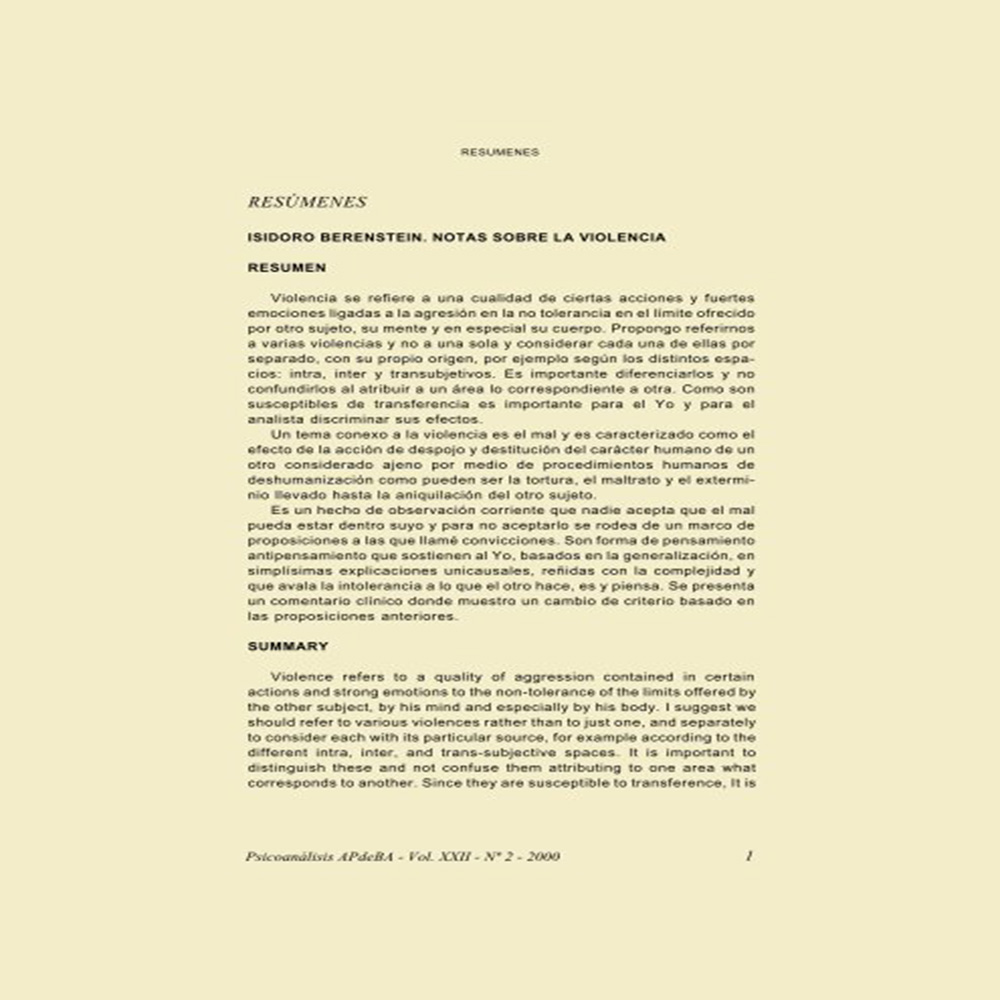 RESUMENES
RESÚMENES
ISIDORO BERENSTEIN. NOTAS SOBRE LA VIOLENCIA
RESUMEN
Violencia se refiere a una cualidad de ciertas acciones y fuertes
emociones ligadas a la agresión en la no tolerancia en el límite ofrecido
por otro sujeto, su mente y en especial su cuerpo. Propongo referirnos
a varias violencias y no a una sola y considerar cada una de ellas por
separado, con su propio origen, por ejemplo según los distintos espa-
cios: intra, inter y transubjetivos. Es importante diferenciarlos y no
confundirlos al atribuir a un área lo correspondiente a otra. Como son
susceptibles de transferencia es importante para el Yo y para el
analista discriminar sus efectos.
Un tema conexo a la violencia es el mal y es caracterizado como el
efecto de la acción de despojo y destitución del carácter humano de un
otro considerado ajeno por medio de procedimientos humanos de
deshumanización como pueden ser la tortura, el maltrato y el extermi-
nio llevado hasta la aniquilación del otro sujeto.
Es un hecho de observación corriente que nadie acepta que el mal
pueda estar dentro suyo y para no aceptarlo se rodea de un marco de
proposiciones a las que llamé convicciones. Son forma de pensamiento
antipensamiento que sostienen al Yo, basados en la generalización, en
simplísimas explicaciones unicausales, reñidas con la complejidad y
que avala la intolerancia a lo que el otro hace, es y piensa. Se presenta
un comentario clínico donde muestro un cambio de criterio basado en
las proposiciones anteriores.
SUMMARY
Violence refers to a quality of aggression contained in certain
actions and strong emotions to the non-tolerance of the limits offered by
the other subject, by his mind and especially by his body. I suggest we
should refer to various violences rather than to just one, and separately
to consider each with its particular source, for example according to the
different intra, inter, and trans-subjective spaces. It is important to
distinguish these and not confuse them attributing to one area what
corresponds to another. Since they are susceptible to transference, It is
Psicoanálisis APdeBA - Vol. XXII - Nº 2 - 2000 1